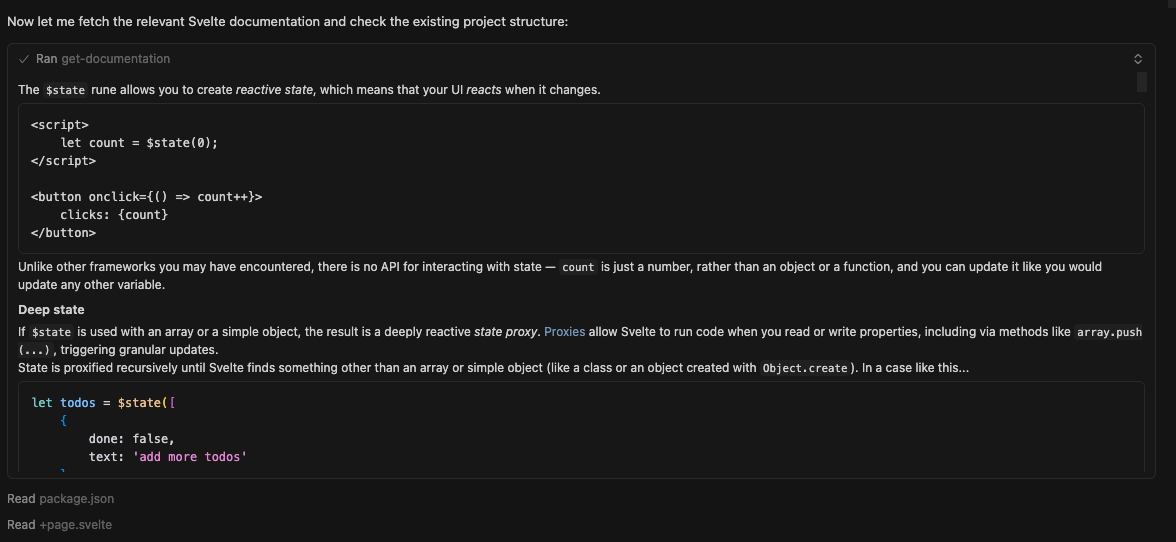 Now let me fetch the relevant Svelte documentation and check the existing project structure:
Ran get-documentation
The $state rune allows you to create reactive state, which means that your UI reacts when it changes.
<script>
    let count = $state(0);
</script>

<button onclick={() => count++}>
    clicks: {count}
</button>
Unlike other frameworks you may have encountered, there is no API for interacting with state — count is just a number, rather than an object or a function, and you can update it like you would
update any other variable.
Deep state
If $state is used with an array or a simple object, the result is a deeply reactive state proxy. Proxies allow Svelte to run code when you read or write properties, including via methods like array.push
(...), triggering granular updates.
State is proxified recursively until Svelte finds something other than an array or simple object (like a class or an object created with Object.create). In a case like this...
let todos = $state([
    {
        done: false,
        text: 'add more todos'
Read package.json
Read +page.svelte